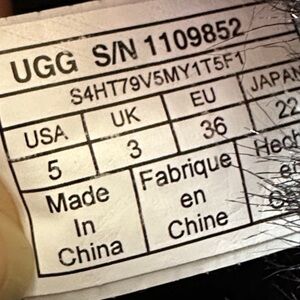 UGG S/N 1109852
S4HT79V5MY1T5F1
USA UK EU JAPAN
5 3 36 22
Made Fabrique
In en
China Chine